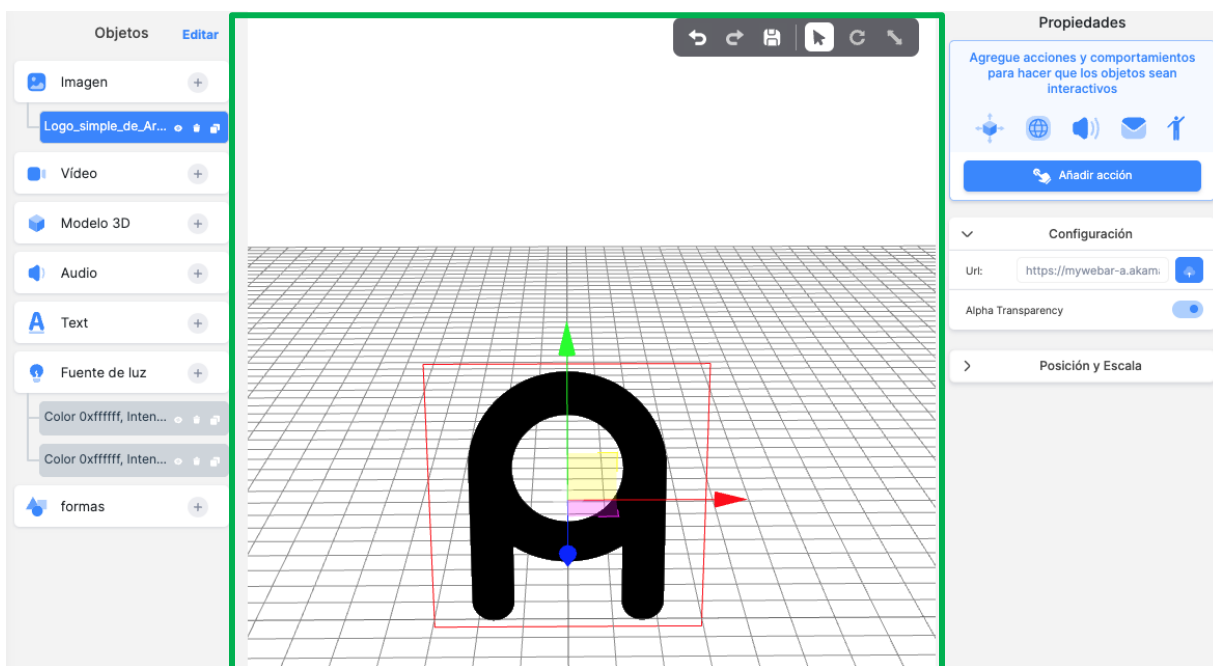 Objetos
Editar
Imagen
Logo_simple_de_Ar...
Vídeo
Modelo 3D
Audio
A Text
Fuente de luz
Color 0xffffff, Inten...
Color 0xffffff, Inten...
formas
Propiedades
Agregue acciones y comportamientos
para hacer que los objetos sean
interactivos
Añadir acción
Configuración
Url:
https://mywebar-a.akam
Alpha Transparency
Posición y Escala